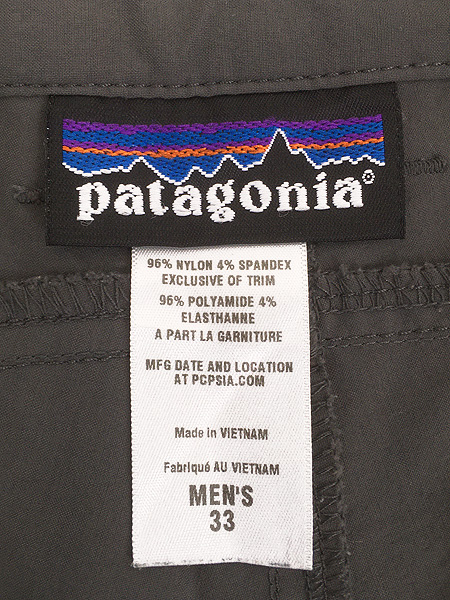 patagonia®
96% NYLON 4% SPANDEX
EXCLUSIVE OF TRIM
96% POLYAMIDE 4%
ELASTHANNE
A PART LA GARNITURE
MFG DATE AND LOCATION
AT PCPSIA.COM
Made in VIETNAM
Fabriqué AU VIETNAM
MEN'S
33